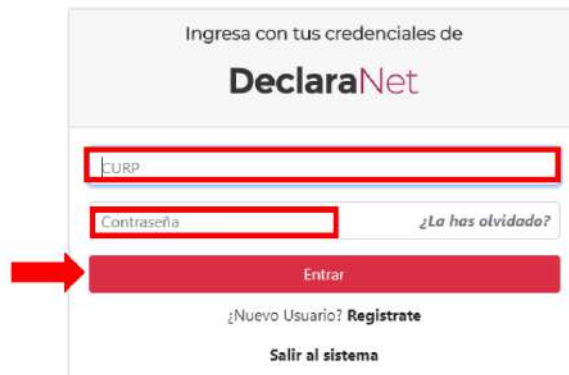 Ingresa con tus credenciales de
DeclaraNet
CURP
Contraseña ¿La has olvidado?
Entrar
¿Nuevo Usuario? Registrate
Salir al sistema